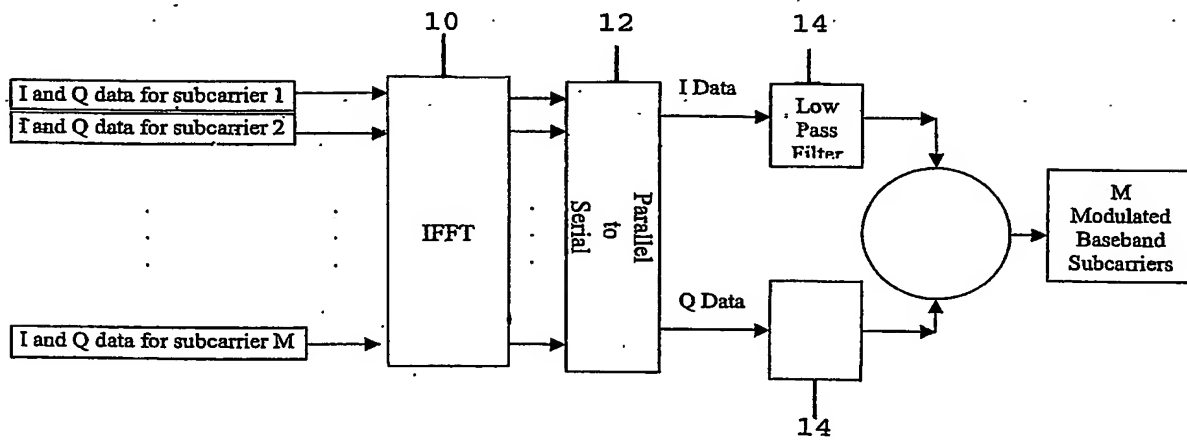 10
12
14
I and Q data for subcarrier 1
I and Q data for subcarrier 2
I and Q data for subcarrier M
IFFT
Parallel
to
Serial
I Data
Q Data
Low
Pass
Filter
M
Modulated
Baseband
Subcarriers
14